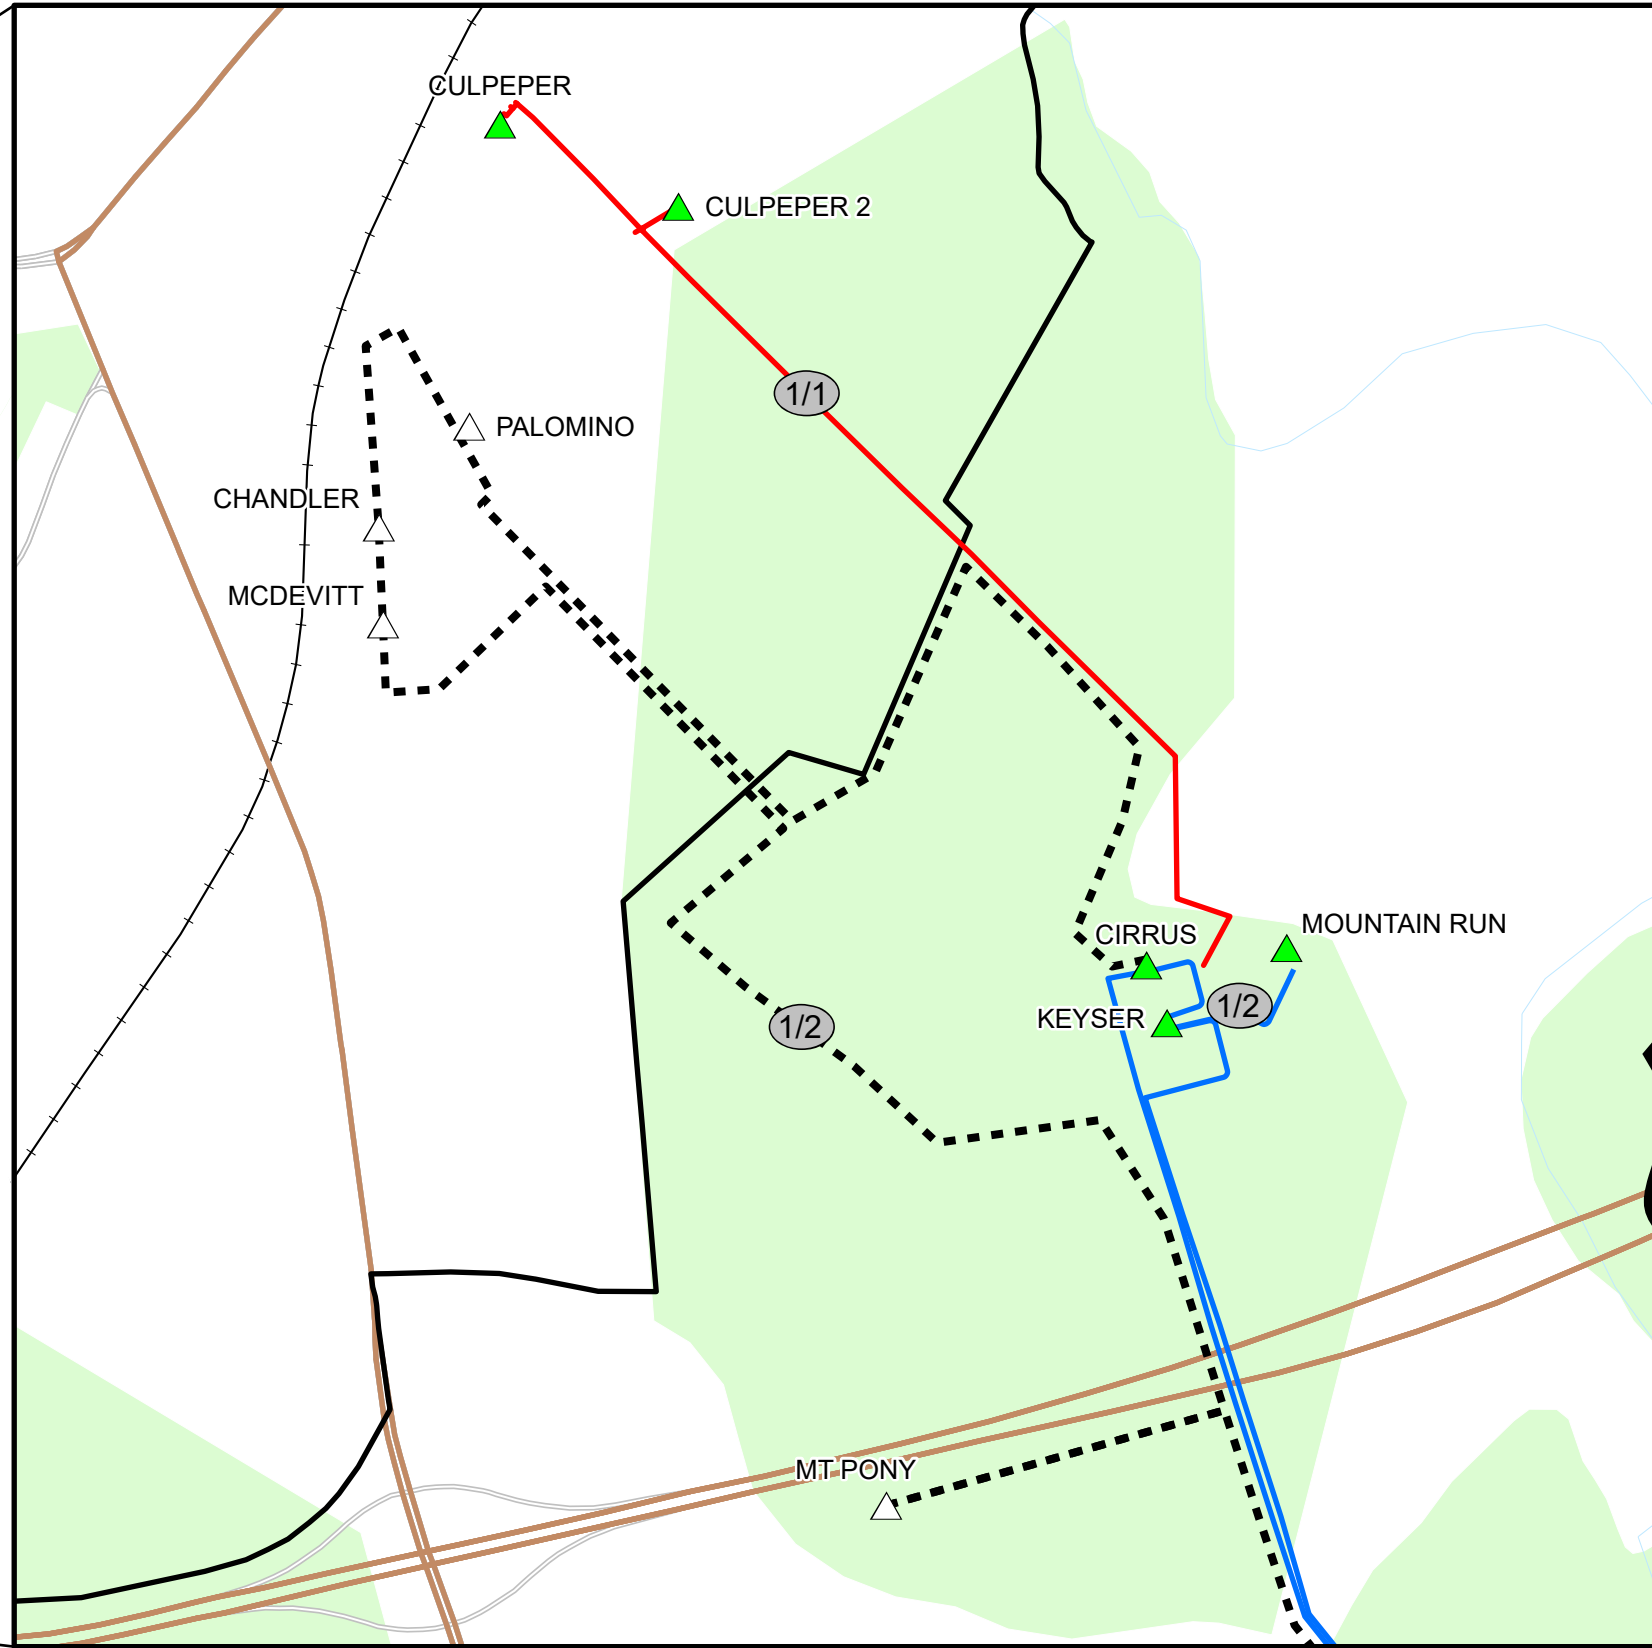 CULPEPER
CULPEPER 2
1/1
PALOMINO
CHANDLER
MCDEVITT
MOUNTAIN RUN
CIRRUS
1/2
KEYSER
1/2
MT PONY